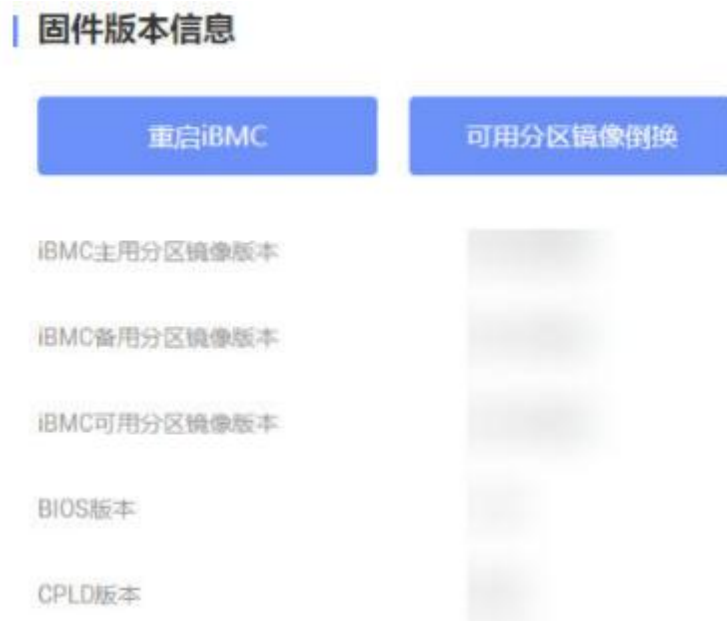 固件版本信息
重启iBMC
可用分区镜像倒换
iBMC主用分区镜像版本
iBMC备用分区镜像版本
iBMC可用分区镜像版本
BIOS版本
CPLD版本